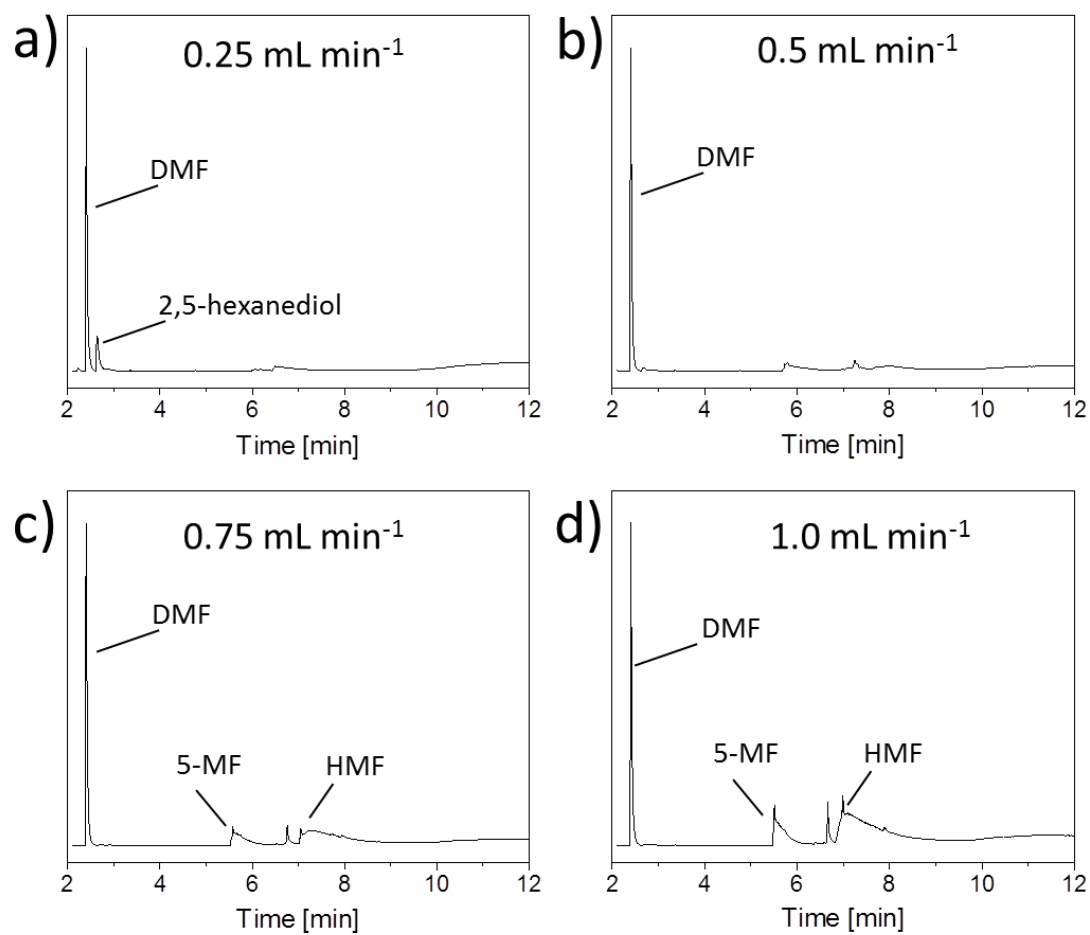 a)
0.25 mL min⁻¹
DMF
2,5-hexanediol
2 4 6 8 10 12
Time [min]
b)
0.5 mL min⁻¹
DMF
2 4 6 8 10 12
Time [min]
c)
0.75 mL min⁻¹
DMF
5-MF
HMF
2 4 6 8 10 12
Time [min]
d)
1.0 mL min⁻¹
DMF
5-MF
HMF
2 4 6 8 10 12
Time [min]